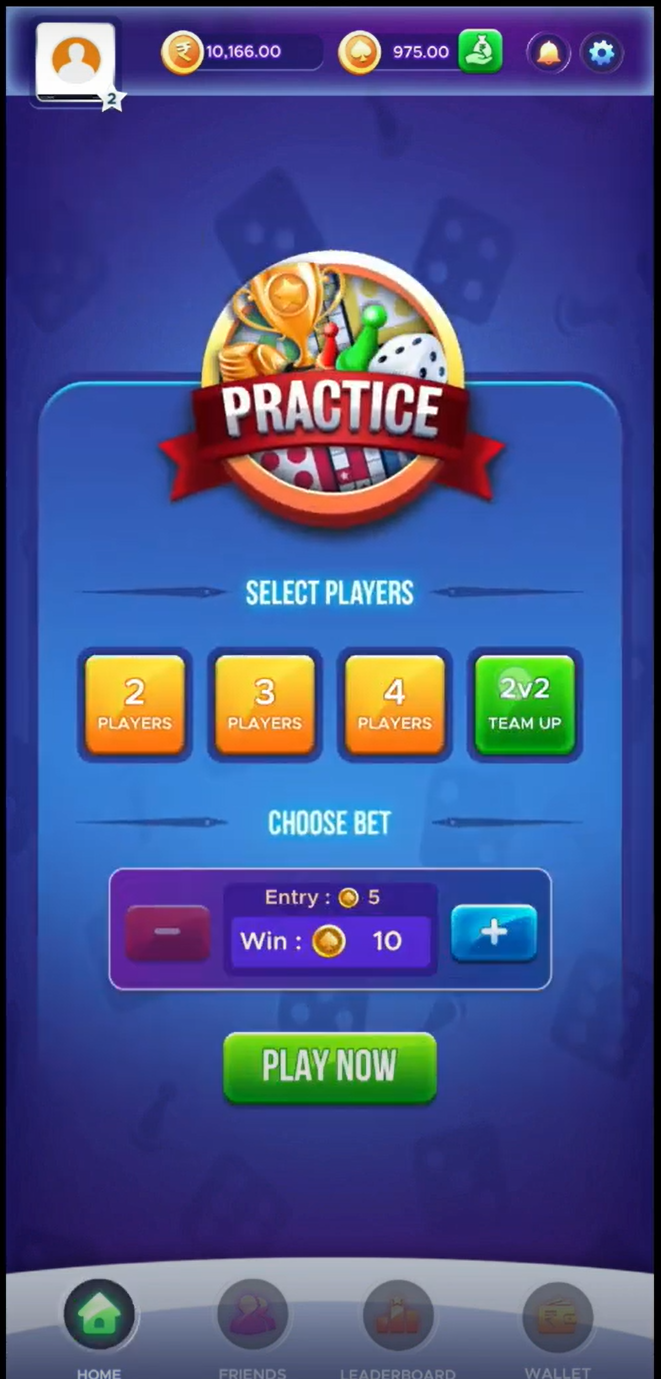 ₹ 10,166.00 975.00 ₹
2
PRACTICE
SELECT PLAYERS
2 3 4 2v2
PLAYERS PLAYERS PLAYERS TEAM UP
CHOOSE BET
Entry : 5
Win : 10
PLAY NOW
HOME FRIENDS LEADERBOARD WALLET